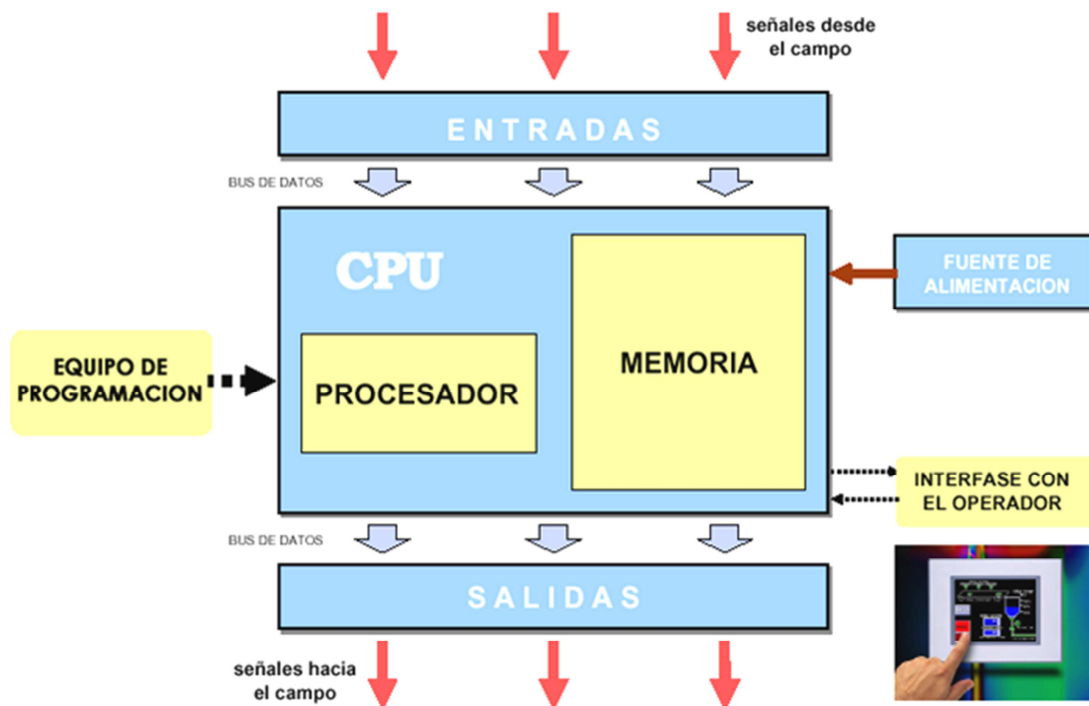 señales desde
el campo
ENTRADAS
BUS DE DATOS
CPU
PROCESADOR
MEMORIA
FUENTE DE
ALIMENTACION
EQUIPO DE
PROGRAMACION
INTERFASE CON
EL OPERADOR
BUS DE DATOS
SALIDAS
señales hacia
el campo